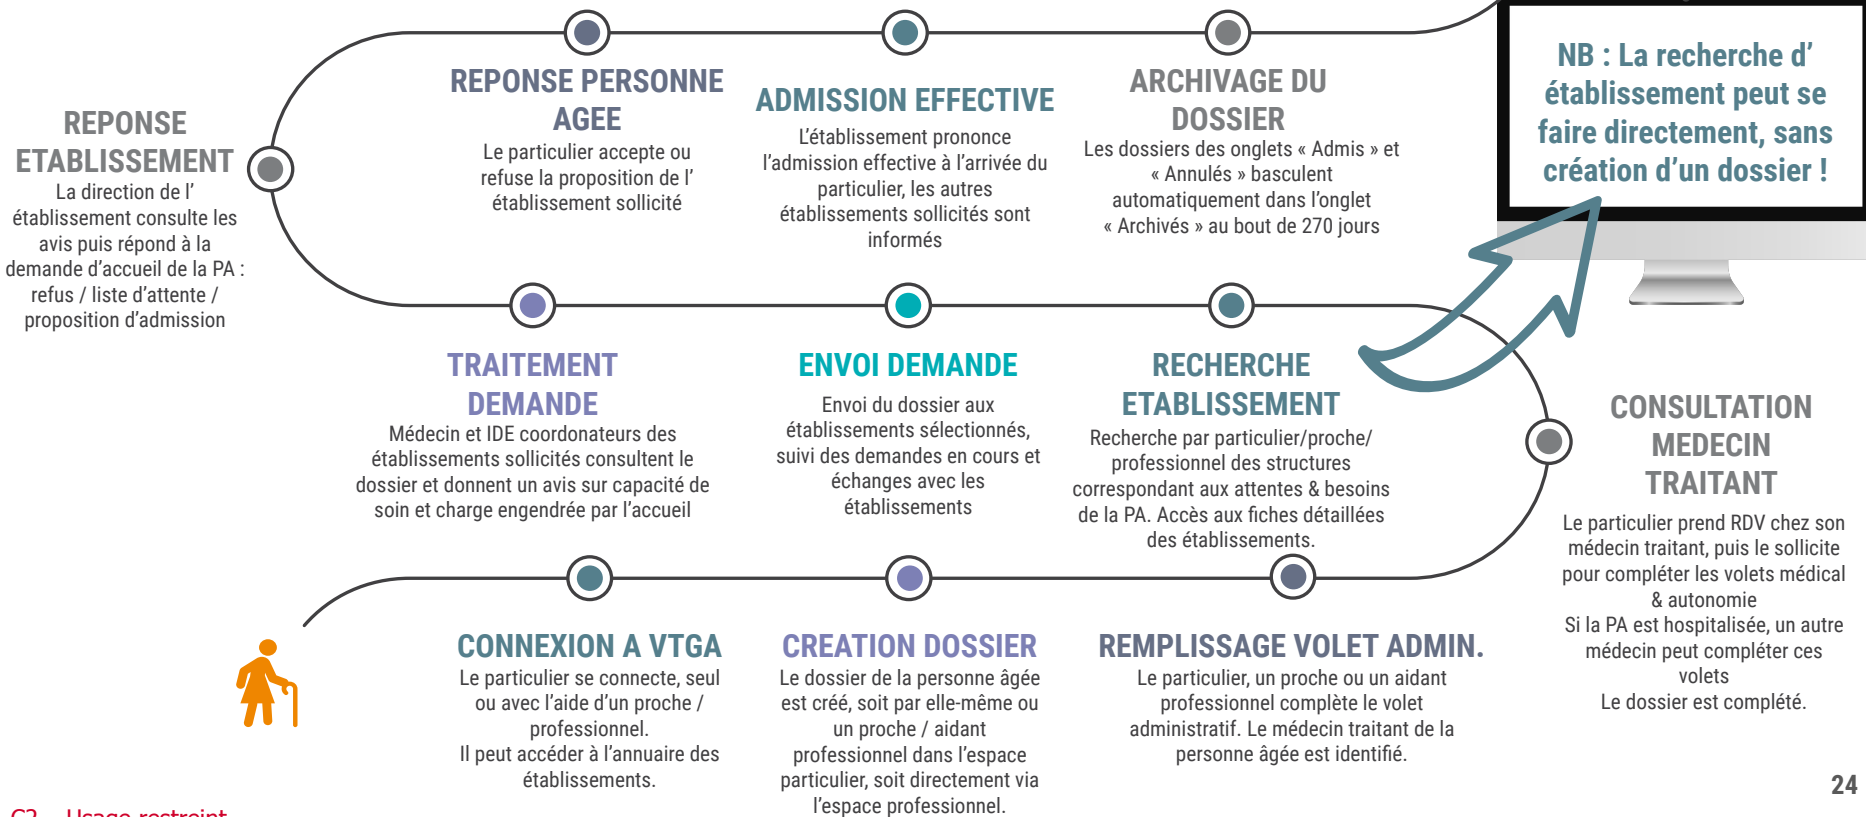 REPONSE PERSONNE
AGEE
Le particulier accepte ou
refuse la proposition de l’
établissement sollicité
ADMISSION EFFECTIVE
L’établissement prononce
l’admission effective à l’arrivée du
particulier, les autres
établissements sollicités sont
informés
ARCHIVAGE DU
DOSSIER
Les dossiers des onglets « Admis » et
« Annulés » basculent
automatiquement dans l’onglet
« Archivés » au bout de 270 jours
NB : La recherche d’
établissement peut se
faire directement, sans
création d’un dossier !
REPONSE
ETABLISSEMENT
La direction de l’
établissement consulte les
avis puis répond à la
demande d’accueil de la PA :
refus / liste d’attente /
proposition d’admission
TRAITEMENT
DEMANDE
Médecin et IDE coordonateurs des
établissements sollicités consultent le
dossier et donnent un avis sur capacité de
soin et charge engendrée par l’accueil
ENVOI DEMANDE
Envoi du dossier aux
établissements sélectionnés,
suivi des demandes en cours et
échanges avec les
établissements
RECHERCHE
ETABLISSEMENT
Recherche par particulier/proche/
professionnel des structures
correspondant aux attentes & besoins
de la PA. Accès aux fiches détaillées
des établissements.
CONSULTATION
MEDECIN
TRAITANT
Le particulier prend RDV chez son
médecin traitant, puis le sollicite
pour compléter les volets médical
& autonomie
Si la PA est hospitalisée, un autre
médecin peut compléter ces
volets
Le dossier est complété.
CONNEXION A VTGA
Le particulier se connecte, seul
ou avec l’aide d’un proche /
professionnel.
Il peut accéder à l’annuaire des
établissements.
CREATION DOSSIER
Le dossier de la personne âgée
est créé, soit par elle-même ou
un proche / aidant
professionnel dans l’espace
particulier, soit directement via
l’espace professionnel.
REMPLISSAGE VOLET ADMIN.
Le particulier, un proche ou un aidant
professionnel complète le volet
administratif. Le médecin traitant de la
personne âgée est identifié.
24
Usage restreint